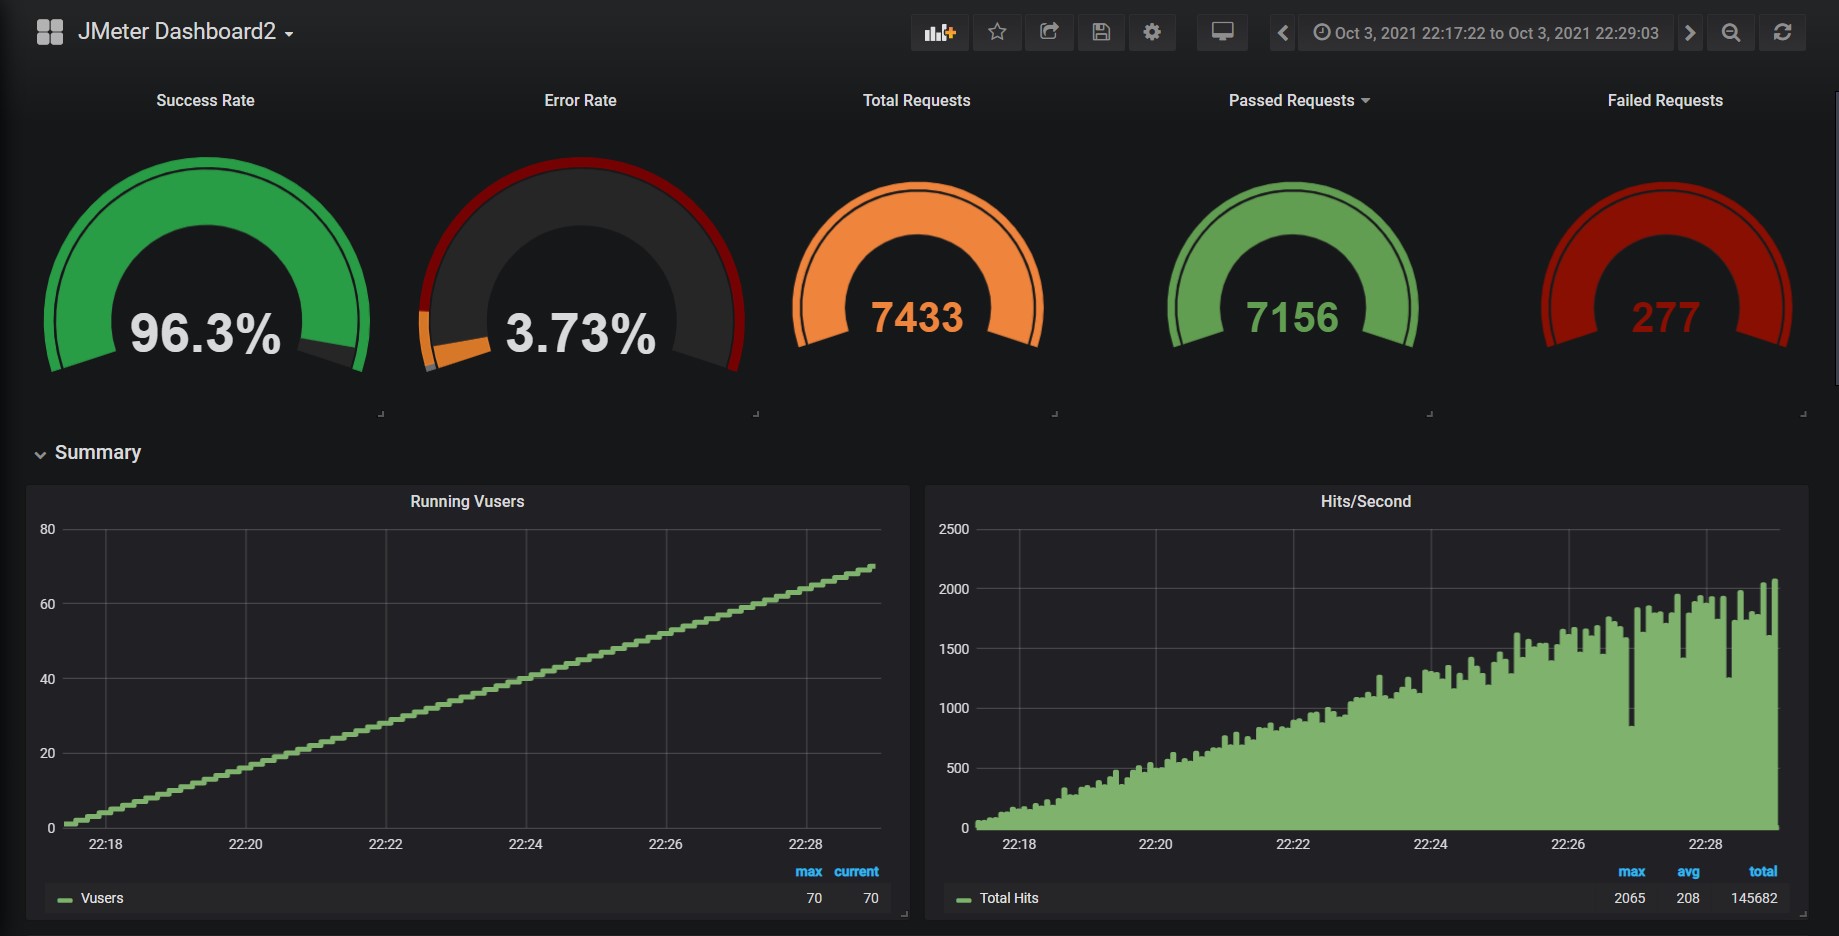 JMeter Dashboard2
Oct 3, 2021 22:17:22 to Oct 3, 2021 22:29:03
Success Rate
Error Rate
Total Requests
Passed Requests
Failed Requests
96.3%
3.73%
7433
7156
277
Summary
Running Vusers
80
60
40
20
0
22:18 22:20 22:22 22:24 22:26 22:28
max current
Vusers 70 70
Hits/Second
2500
2000
1500
1000
500
0
22:18 22:20 22:22 22:24 22:26 22:28
max avg total
Total Hits 2065 208 145682